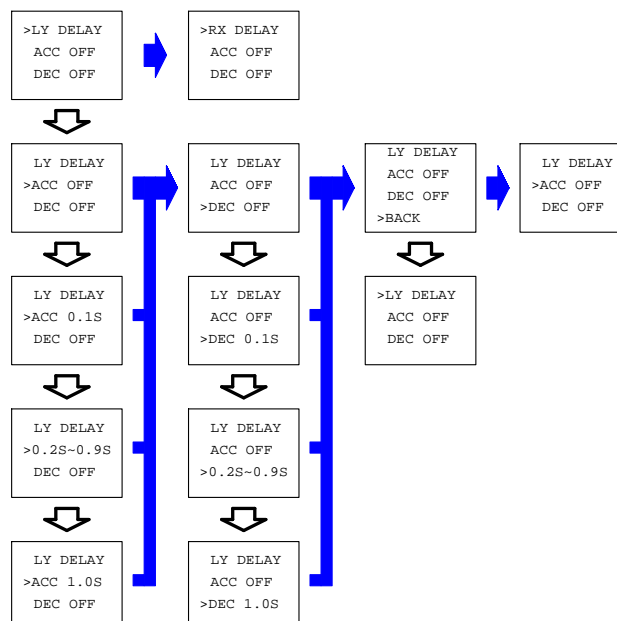 >LY DELAY
ACC OFF
DEC OFF
>RX DELAY
ACC OFF
DEC OFF
LY DELAY
>ACC OFF
DEC OFF
LY DELAY
ACC OFF
>DEC OFF
LY DELAY
ACC OFF
DEC OFF
>BACK
LY DELAY
>ACC OFF
DEC OFF
LY DELAY
>ACC 0.1S
DEC OFF
LY DELAY
ACC OFF
>DEC 0.1S
>LY DELAY
ACC OFF
DEC OFF
LY DELAY
>0.2S~0.9S
DEC OFF
LY DELAY
ACC OFF
>0.2S~0.9S
LY DELAY
>ACC 1.0S
DEC OFF
LY DELAY
ACC OFF
>DEC 1.0S